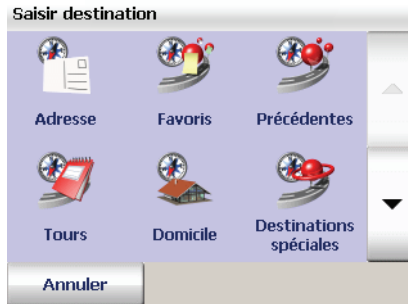 Saisir destination
Adresse
Favoris
Précédentes
Tours
Domicile
Destinations
spéciales
Annuler